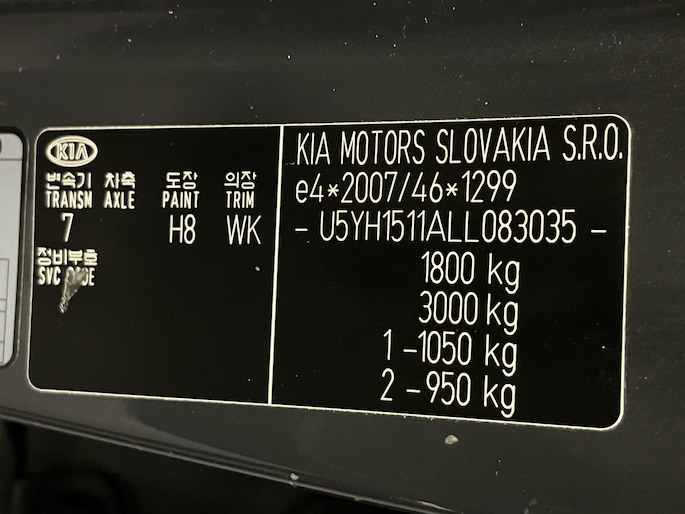 KIA
변속기 차축 도장 의장
TRANSM AXLE PAINT TRIM
7 H8 WK
정비부호
SVC CODE
KIA MOTORS SLOVAKIA S.R.O.
e4*2007/46*1299
- U5YH1511ALL083035 -
1800 kg
3000 kg
1 -1050 kg
2 -950 kg